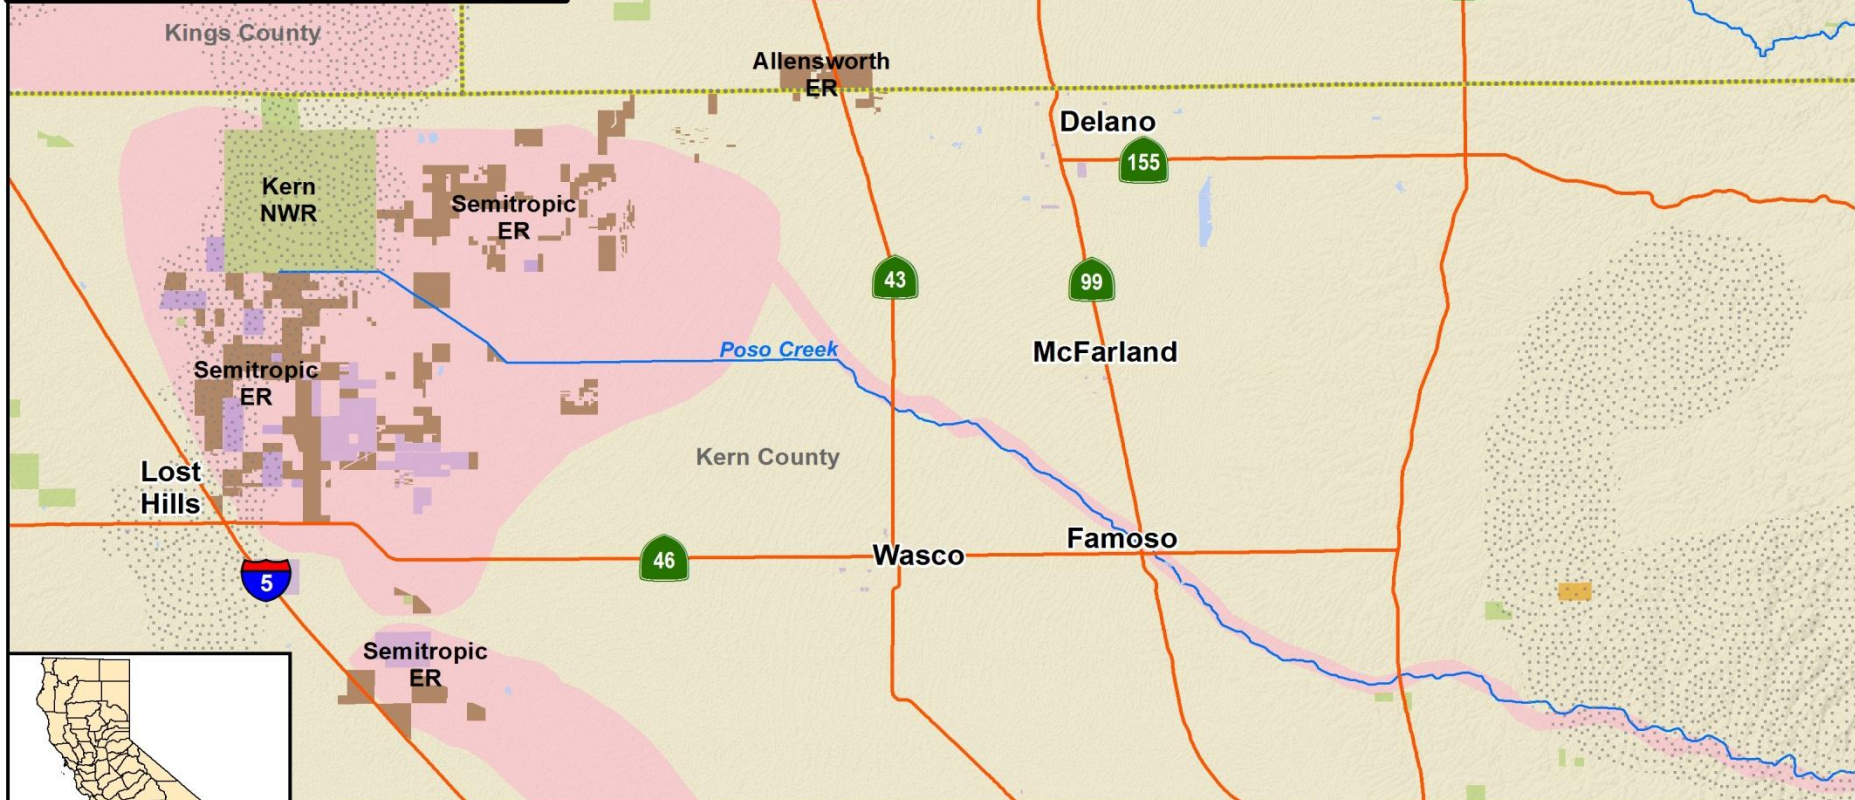 Kings County
Allensworth
ER
Delano
155
Kern
NWR
Semitropic
ER
43
99
Poso Creek
McFarland
Semitropic
ER
Kern County
Lost
Hills
46
Wasco
Famoso
5
Semitropic
ER